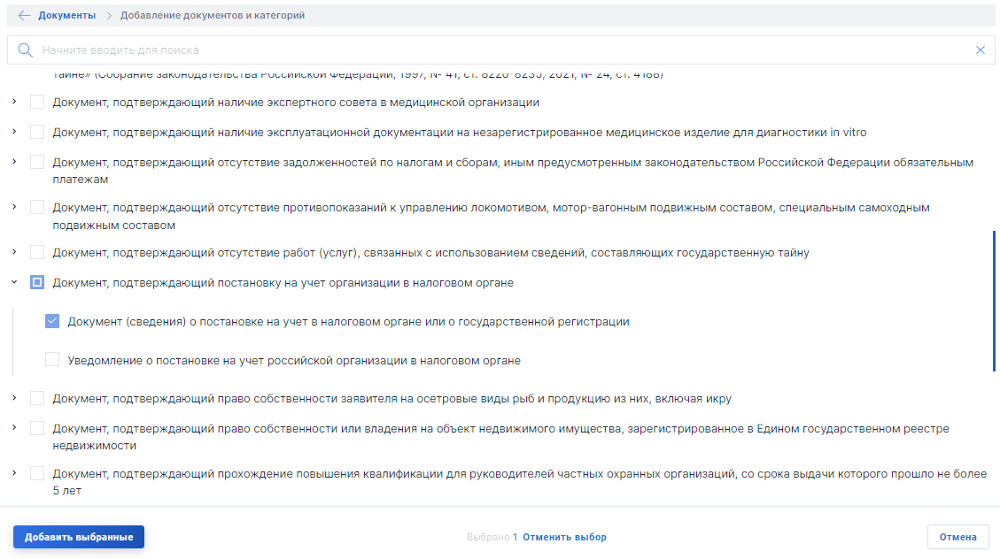 Документы
Добавление документов и категорий
Начните вводить для поиска
тайне» (Собрание законодательства Российской Федерации, 1997, № 41, ст. 8220-8235; 2021, № 24, ст. 4188)
Документ, подтверждающий наличие экспертного совета в медицинской организации
Документ, подтверждающий наличие эксплуатационной документации на незарегистрированное медицинское изделие для диагностики in vitro
Документ, подтверждающий отсутствие задолженностей по налогам и сборам, иным предусмотренным законодательством Российской Федерации обязательным
платежам
Документ, подтверждающий отсутствие противопоказаний к управлению локомотивом, мотор-вагонным подвижным составом, специальным самоходным
подвижным составом
Документ, подтверждающий отсутствие работ (услуг), связанных с использованием сведений, составляющих государственную тайну
Документ, подтверждающий постановку на учет организации в налоговом органе
Документ (сведения) о постановке на учет в налоговом органе или о государственной регистрации
Уведомление о постановке на учет российской организации в налоговом органе
Документ, подтверждающий право собственности заявителя на осетровые виды рыб и продукцию из них, включая икру
Документ, подтверждающий право собственности или владения на объект недвижимого имущества, зарегистрированное в Едином государственном реестре
недвижимости
Документ, подтверждающий прохождение повышения квалификации для руководителей частных охранных организаций, со срока выдачи которого прошло не более
5 лет
Добавить выбранные
Выбрано 1 Отменить выбор
Отмена